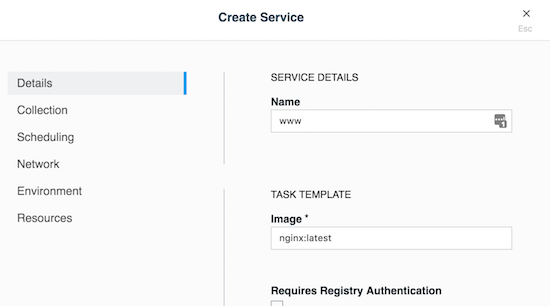 Create Service
Esc
Details
Collection
Scheduling
Network
Environment
Resources
SERVICE DETAILS
Name
www
1
TASK TEMPLATE
Image *
nginx:latest
Requires Registry Authentication